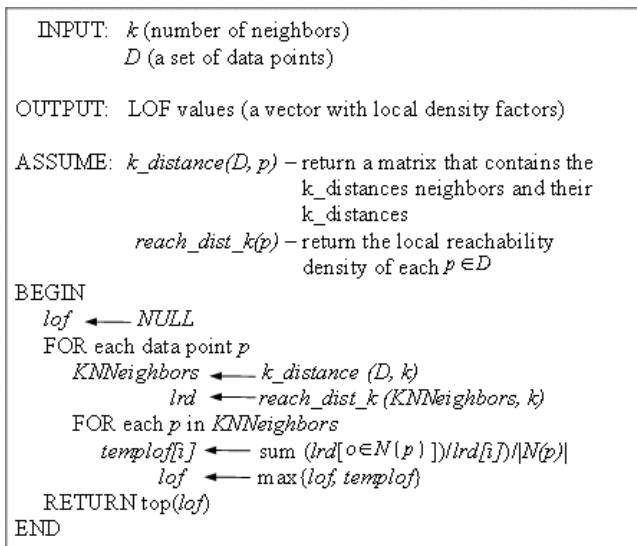 INPUT: k (number of neighbors)
D (a set of data points)
OUTPUT: LOF values (a vector with local density factors)
ASSUME: k_distance(D, p) – return a matrix that contains the
k_distances neighbors and their
k_distances
reach_dist_k(p) – return the local reachability
density of each p ∈ D
BEGIN
lof ← NULL
FOR each data point p
KNNeighbors ← k_distance (D, k)
lrd ← reach_dist_k (KNNeighbors, k)
FOR each p in KNNeighbors
templof[i] ← sum (lrd[o∈N(p)])/lrd[i])/|N(p)|
lof ← max{lof, templof}
RETURN top(lof)
END